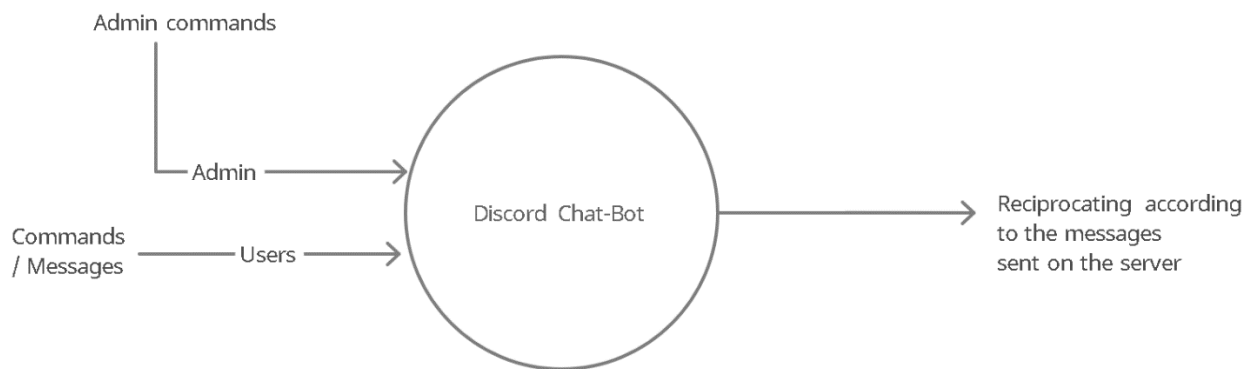 Admin commands
Admin
Discord Chat-Bot
Commands
/ Messages
Users
Reciprocating according
to the messages
sent on the server